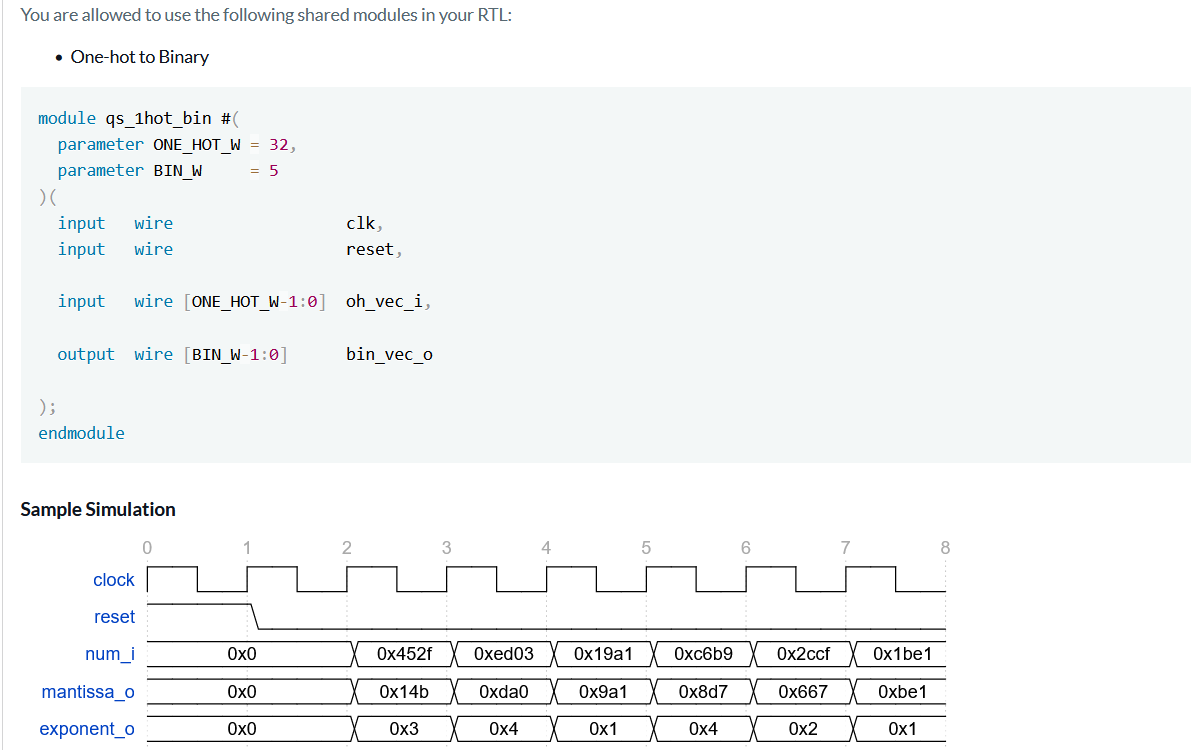 You are allowed to use the following shared modules in your RTL:
• One-hot to Binary
module qs_1hot_bin #(
parameter ONE_HOT_W = 32,
parameter BIN_W = 5
)(
input wire clk,
input wire reset,
input wire [ONE_HOT_W-1:0] oh_vec_i,
output wire [BIN_W-1:0] bin_vec_o
);
endmodule
Sample Simulation
0 1 2 3 4 5 6 7 8
clock
reset
num_i 0x0 0x452f 0xed03 0x19a1 0xc6b9 0x2ccf 0x1be1
mantissa_o 0x0 0x14b 0xda0 0x9a1 0x8d7 0x667 0xbe1
exponent_o 0x0 0x3 0x4 0x1 0x4 0x2 0x1